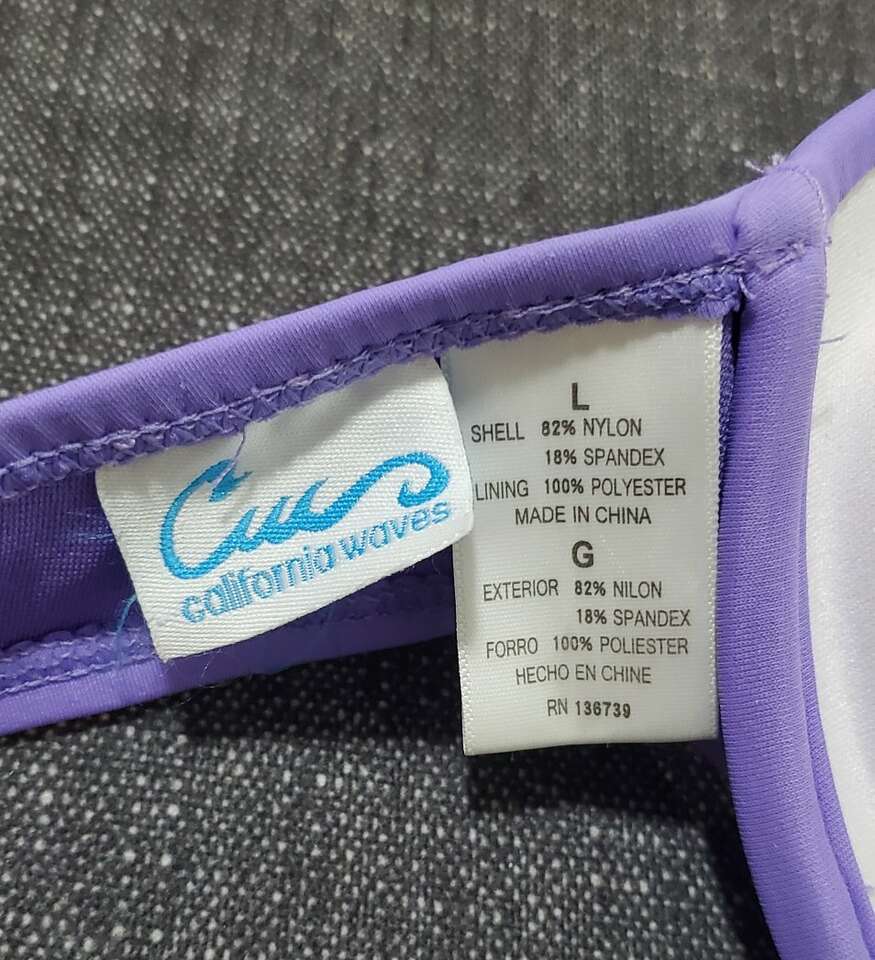 california waves
L
SHELL 82% NYLON
18% SPANDEX
LINING 100% POLYESTER
MADE IN CHINA
G
EXTERIOR 82% NILON
18% SPANDEX
FORRO 100% POLIESTER
HECHO EN CHINE
RN 136739